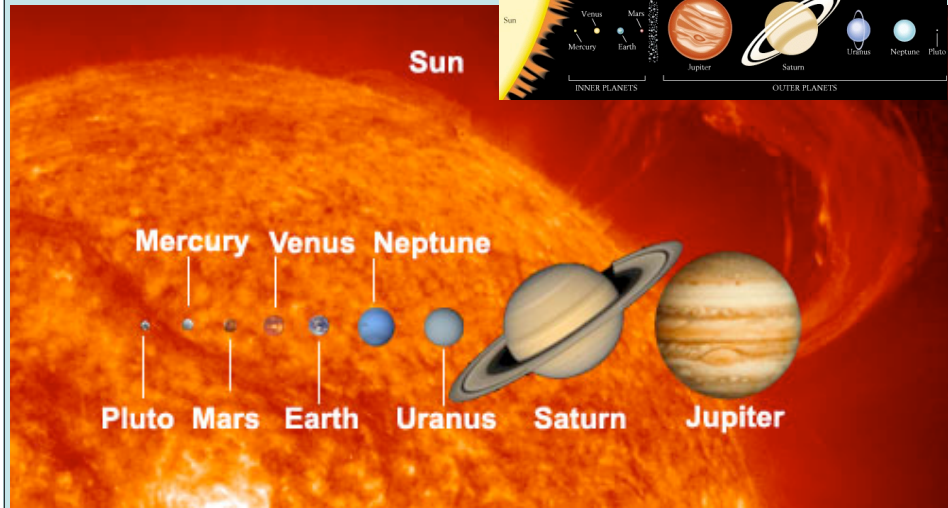 Sun
Venus
Mars
Mercury
Earth
Jupiter
Saturn
Uranus
Neptune
Pluto
INNER PLANETS
OUTER PLANETS
Sun
Mercury Venus Neptune
Pluto Mars Earth Uranus Saturn Jupiter